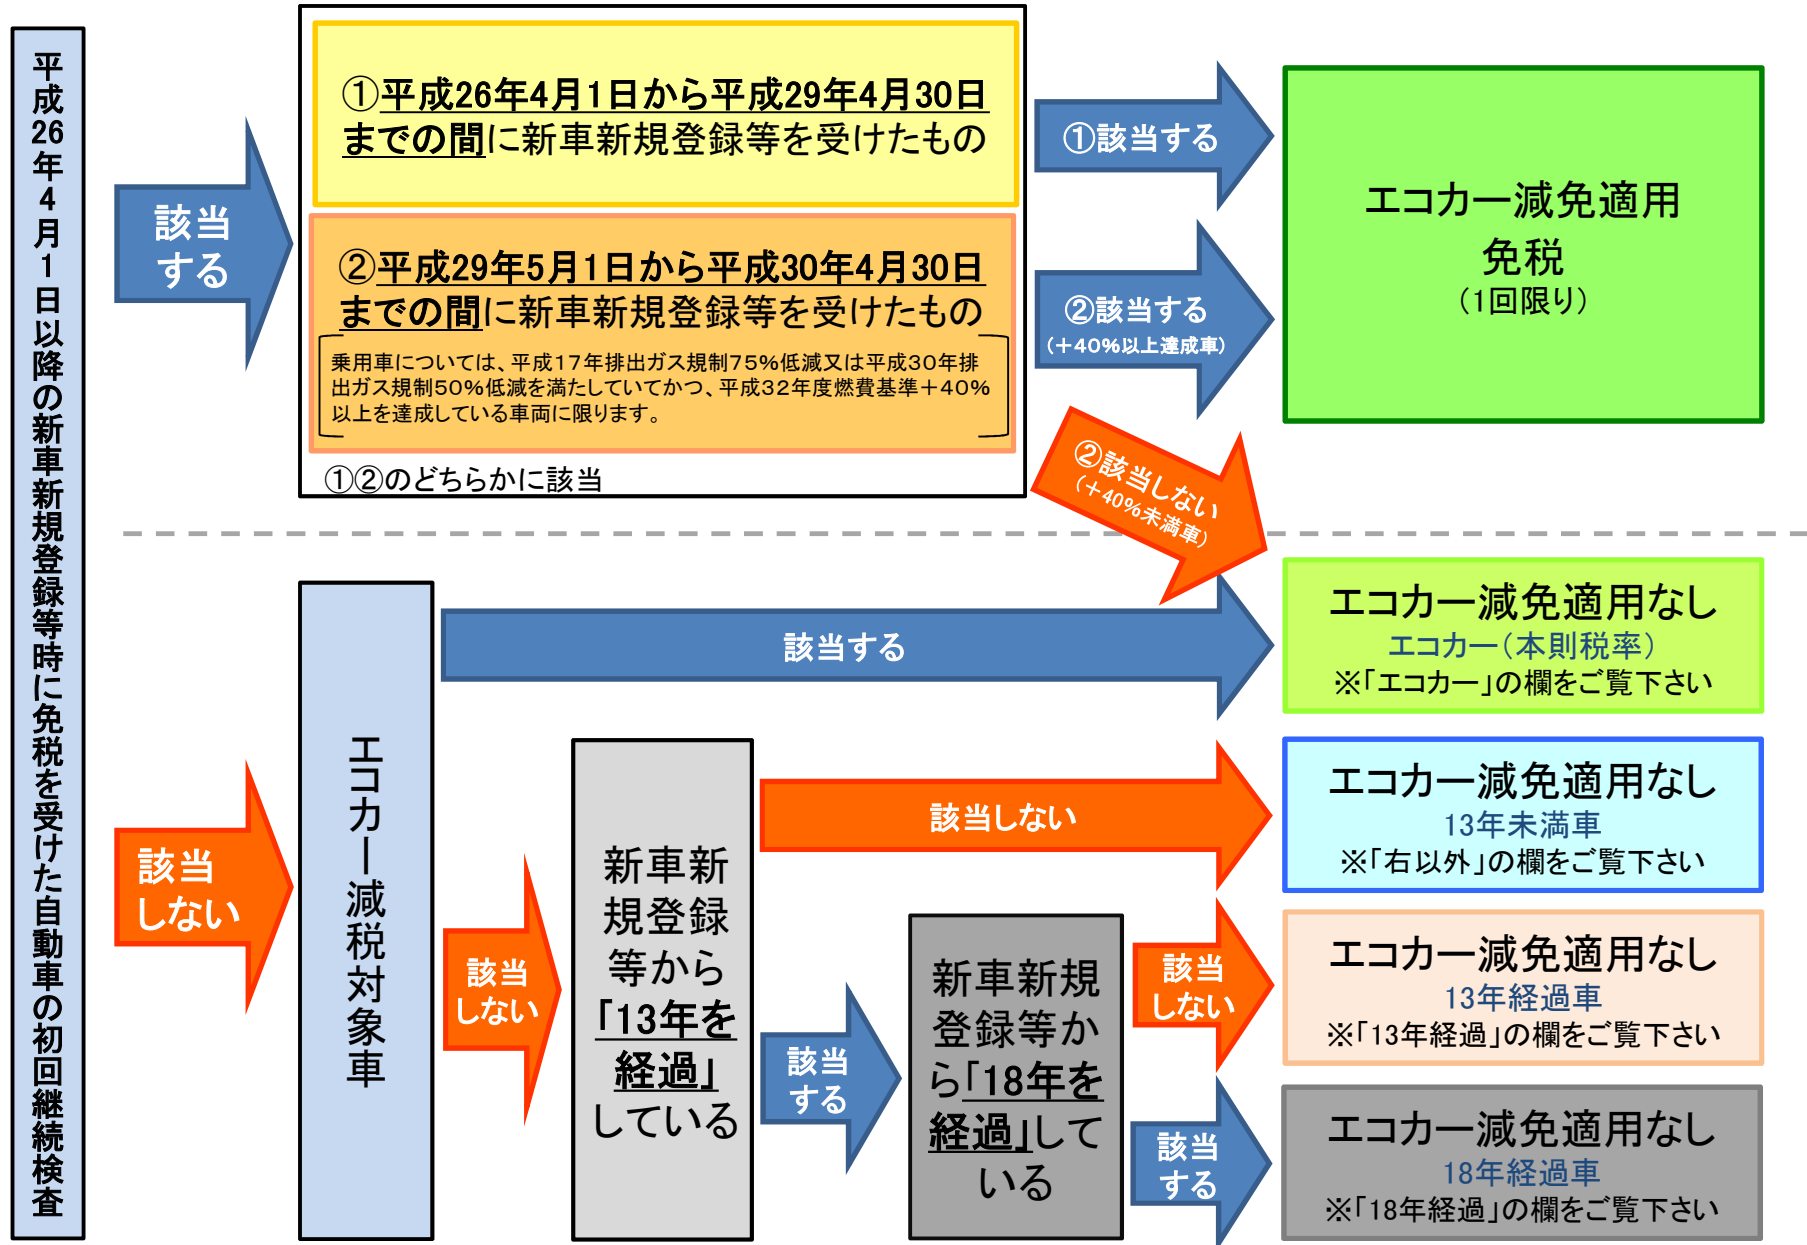 平成26年4月1日以降の新車新規登録等時に免税を受けた自動車の初回継続検査
該当
する
①平成26年4月1日から平成29年4月30日
までの間に新車新規登録等を受けたもの
②平成29年5月1日から平成30年4月30日
までの間に新車新規登録等を受けたもの
乗用車については、平成17年排出ガス規制75%低減又は平成30年排
出ガス規制50%低減を満たしていてかつ、平成32年度燃費基準+40%
以上を達成している車両に限ります。
①②のどちらかに該当
①該当する
②該当する
(+40%以上達成車)
②該当しない
(+40%未満車)
エコカー減免適用
免税
(1回限り)
該当
しない
エコカー減税対象車
該当する
エコカー減免適用なし
エコカー(本則税率)
※「エコカー」の欄をご覧下さい
該当
しない
新車新
規登録
等から
「13年を
経過」
している
該当しない
エコカー減免適用なし
13年未満車
※「右以外」の欄をご覧下さい
該当
する
新車新規
登録等か
ら「18年を
経過」して
いる
該当
しない
エコカー減免適用なし
13年経過車
※「13年経過」の欄をご覧下さい
該当
する
エコカー減免適用なし
18年経過車
※「18年経過」の欄をご覧下さい